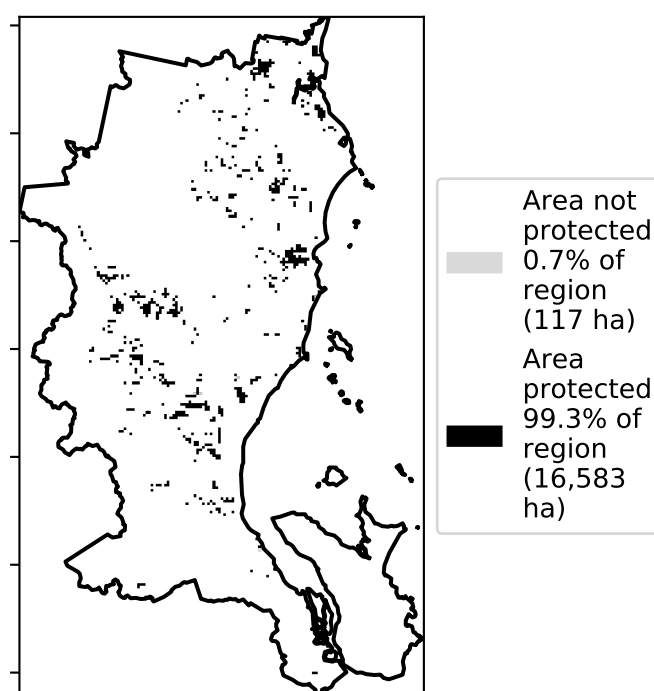 Area not
protected
0.7% of
region
(117 ha)
Area
protected
99.3% of
region
(16,583
ha)